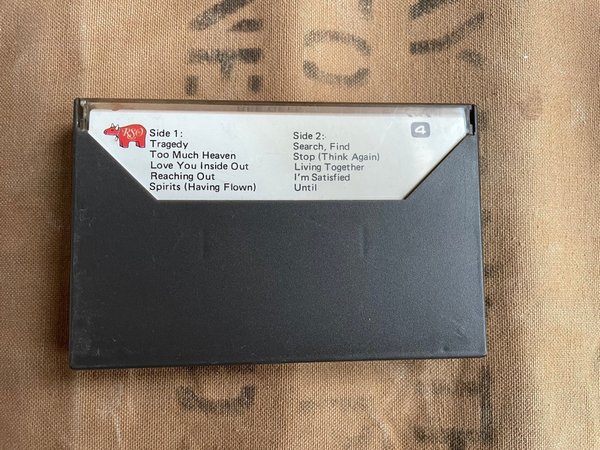 RSO
Side 1:
Tragedy
Too Much Heaven
Love You Inside Out
Reaching Out
Spirits (Having Flown)
Side 2:
Search, Find
Stop (Think Again)
Living Together
I'm Satisfied
Until
4